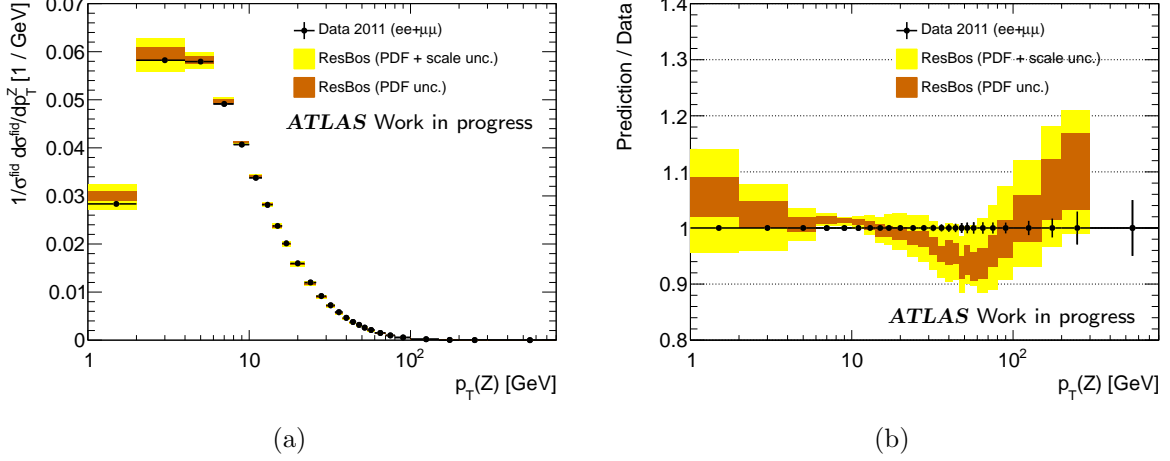 1/σ^fid dσ^fid/dp_T^Z [1 / GeV]
0.06
0.05
0.04
0.03
0.02
0.01
0
Data 2011 (ee+μμ)
ResBos (PDF + scale unc.)
ResBos (PDF unc.)
ATLAS Work in progress
1 10 10^2
p_T(Z) [GeV]
(a)
Prediction / Data
1.4
1.3
1.2
1.1
1
0.9
0.8
Data 2011 (ee+μμ)
ResBos (PDF + scale unc.)
ResBos (PDF unc.)
ATLAS Work in progress
1 10 10^2
p_T(Z) [GeV]
(b)